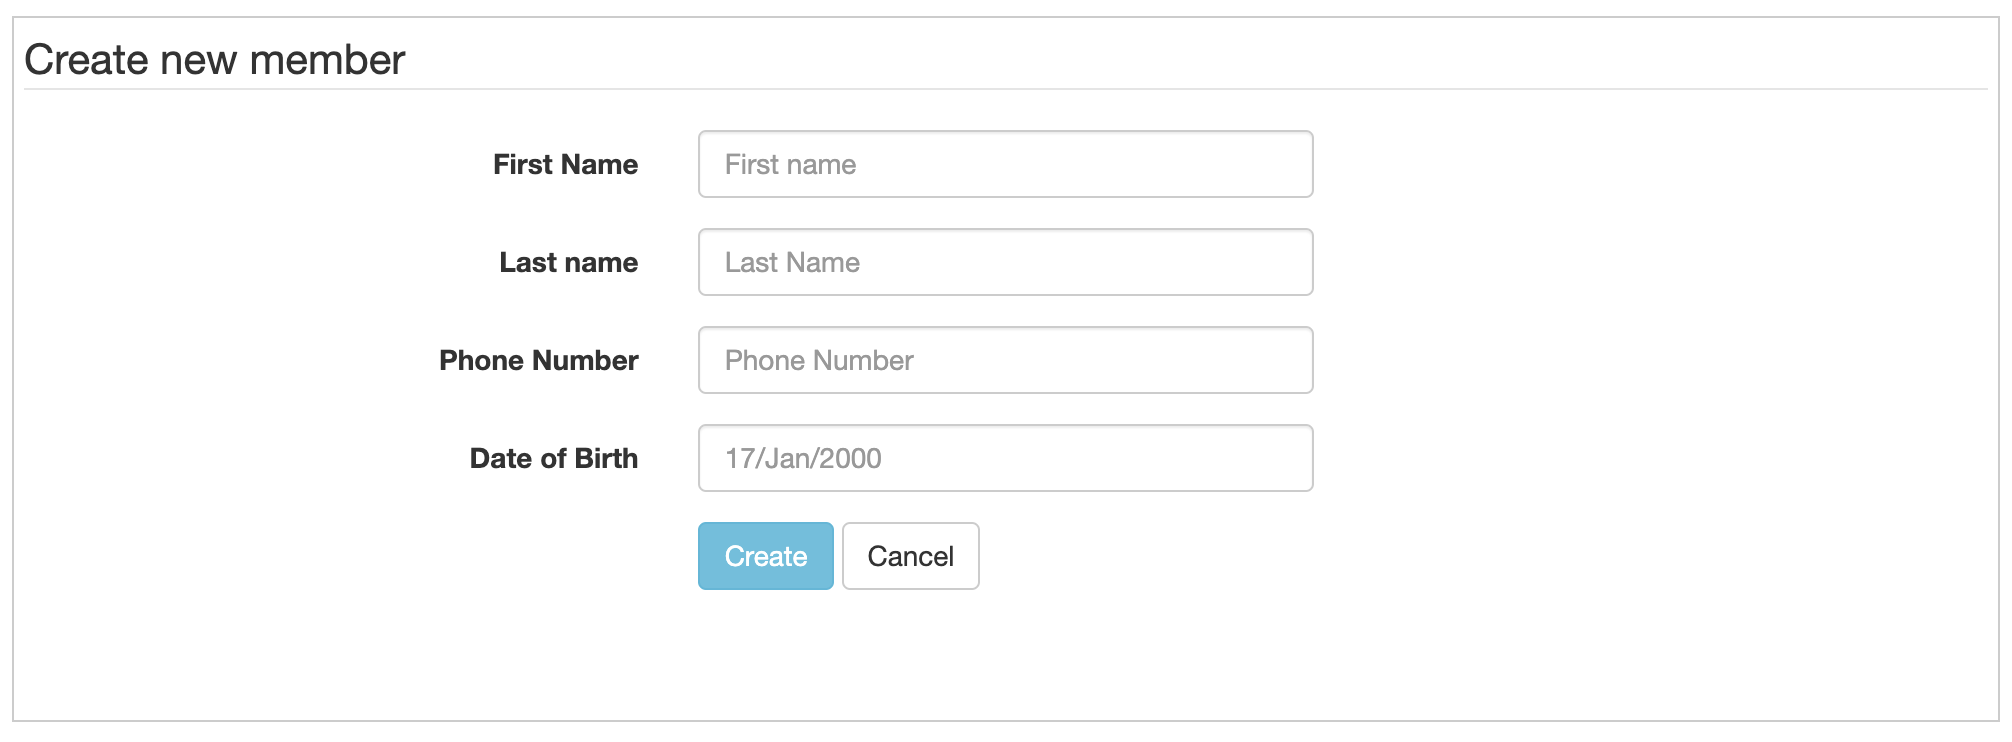 Create new member
First Name First name
Last name Last Name
Phone Number Phone Number
Date of Birth 17/Jan/2000
Create Cancel